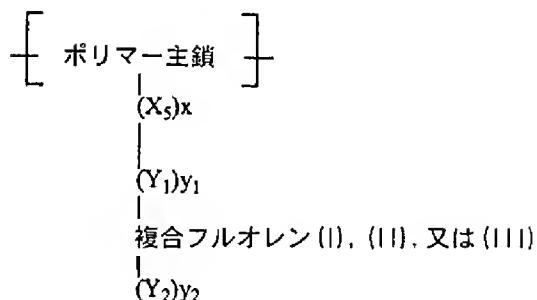 ポリマー主鎖
(X₅)x
(Y₁)y₁
複合フルオレン(I), (II), 又は(III)
(Y₂)y₂